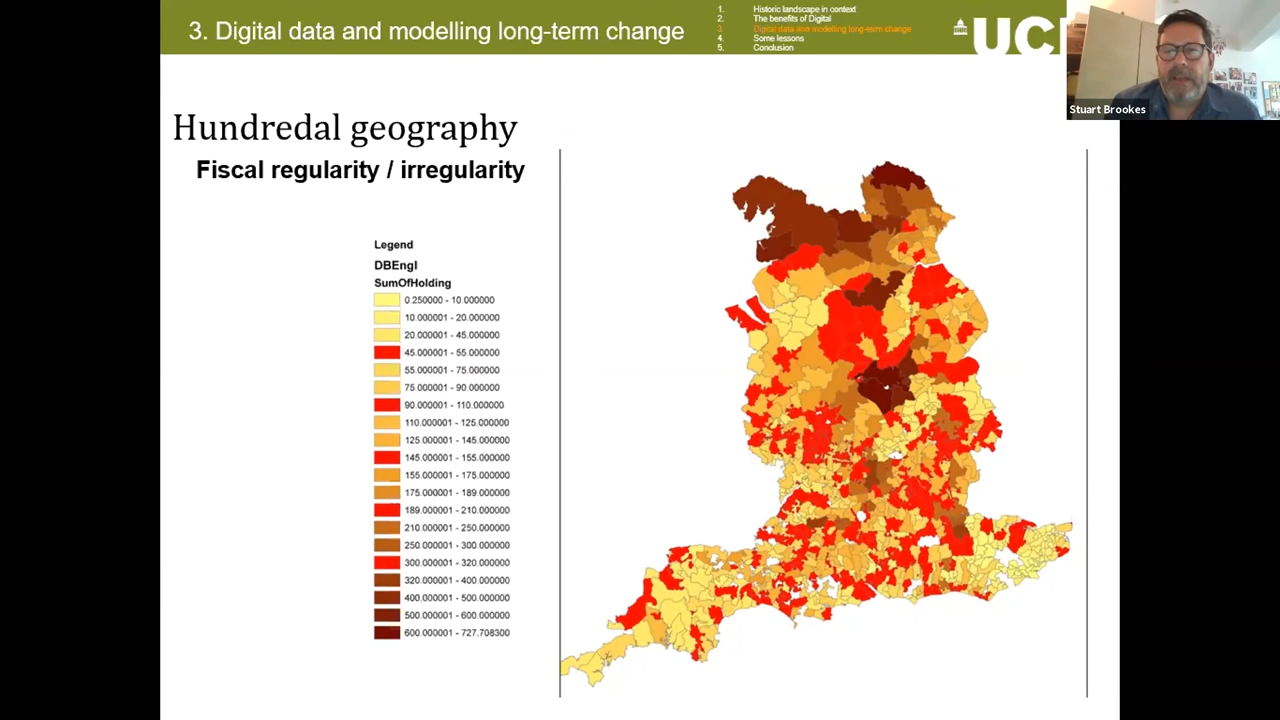 3. Digital data and modelling long-term change
1. Historic landscape in context
2. The benefits of Digital
3. Digital data and modelling long-term change
4. Some lessons
5. Conclusion
UCL
Stuart Brookes
Hundredal geography
Fiscal regularity / irregularity
Legend
DBEngl
SumOfHolding
0.250000 - 10.000000
10.000001 - 20.000000
20.000001 - 45.000000
45.000001 - 55.000000
55.000001 - 75.000000
75.000001 - 90.000000
90.000001 - 110.000000
110.000001 - 125.000000
125.000001 - 145.000000
145.000001 - 155.000000
155.000001 - 175.000000
175.000001 - 189.000000
189.000001 - 210.000000
210.000001 - 250.000000
250.000001 - 300.000000
300.000001 - 320.000000
320.000001 - 400.000000
400.000001 - 500.000000
500.000001 - 600.000000
600.000001 - 727.708300